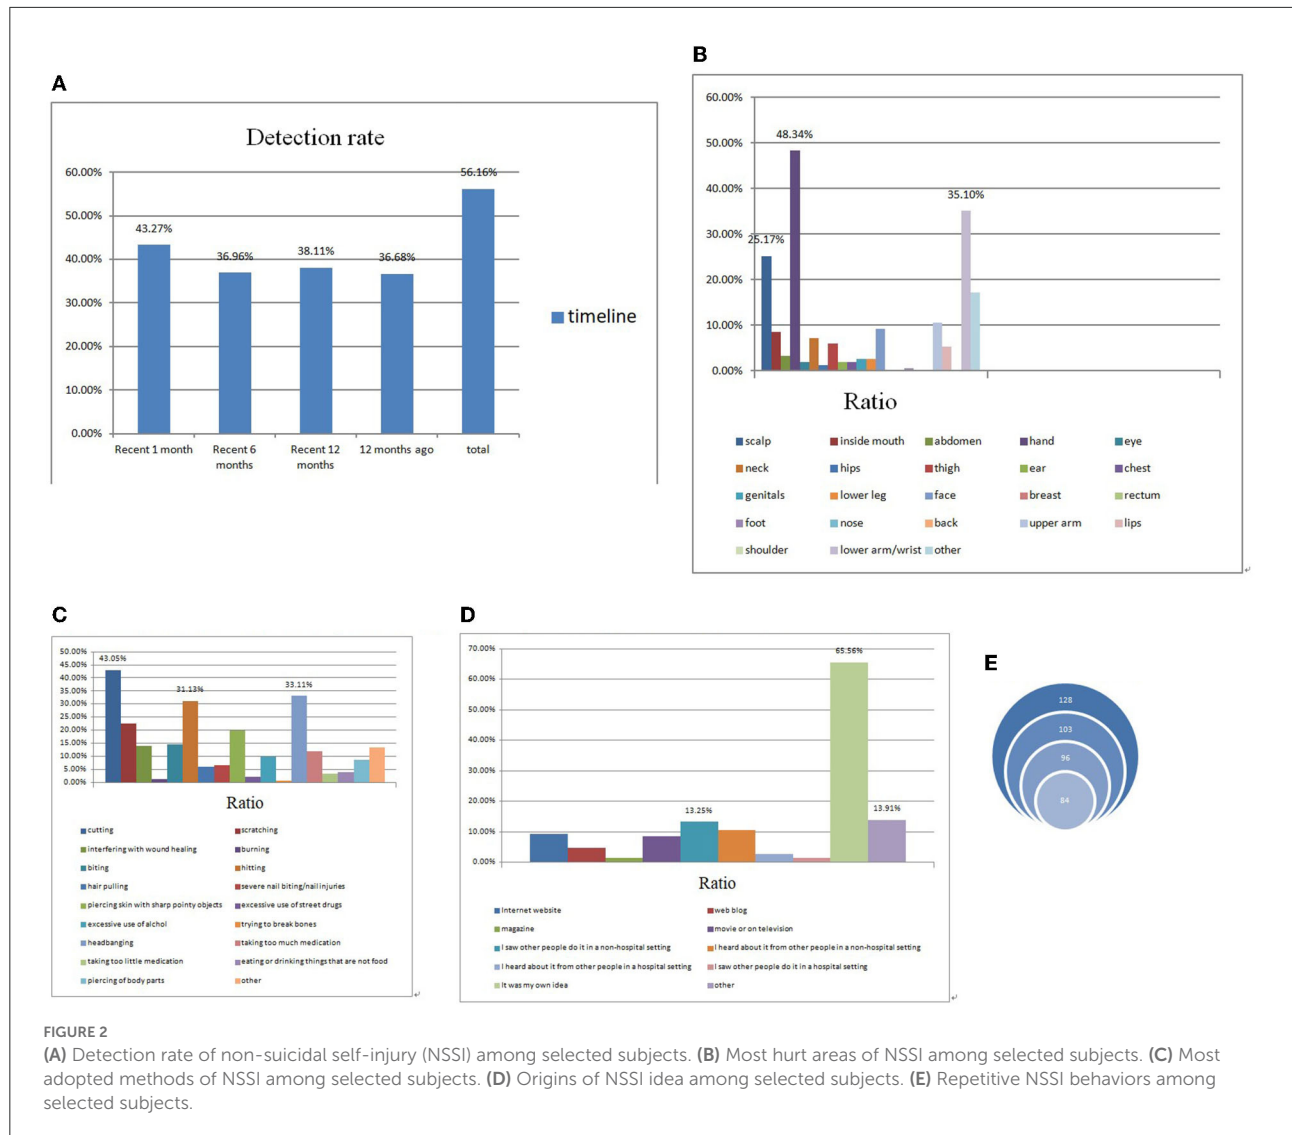 A
Detection rate
60.00%
50.00%
40.00%
30.00%
20.00%
10.00%
0.00%
43.27%
36.96%
38.11%
36.68%
56.16%
Recent 1 month
Recent 6 months
Recent 12 months
12 months ago
total
timeline
B
60.00%
50.00%
40.00%
30.00%
20.00%
10.00%
0.00%
25.17%
48.34%
35.10%
Ratio
scalp inside mouth abdomen hand eye
neck hips thigh ear chest
genitals lower leg face breast rectum
foot nose back upper arm lips
shoulder lower arm/wrist other
C
50.00%
45.00%
40.00%
35.00%
30.00%
25.00%
20.00%
15.00%
10.00%
5.00%
0.00%
43.05%
31.13%
33.11%
Ratio
cutting scratching
interfering with wound healing burning
biting hitting
hair pulling severe nail biting/nail injuries
piercing skin with sharp pointy objects excessive use of street drugs
excessive use of alchol trying to break bones
headbanging taking too much medication
taking too little medication eating or drinking things that are not food
piercing of body parts other
D
70.00%
60.00%
50.00%
40.00%
30.00%
20.00%
10.00%
0.00%
13.25%
65.56%
13.91%
Ratio
Internet website web blog
magazine movie or on television
I saw other people do it in a non-hospital setting I heard about it from other people in a non-hospital setting
I heard about it from other people in a hospital setting I saw other people do it in a hospital setting
It was my own idea other
E
128
103
96
84
FIGURE 2
(A) Detection rate of non-suicidal self-injury (NSSI) among selected subjects. (B) Most hurt areas of NSSI among selected subjects. (C) Most
adopted methods of NSSI among selected subjects. (D) Origins of NSSI idea among selected subjects. (E) Repetitive NSSI behaviors among
selected subjects.